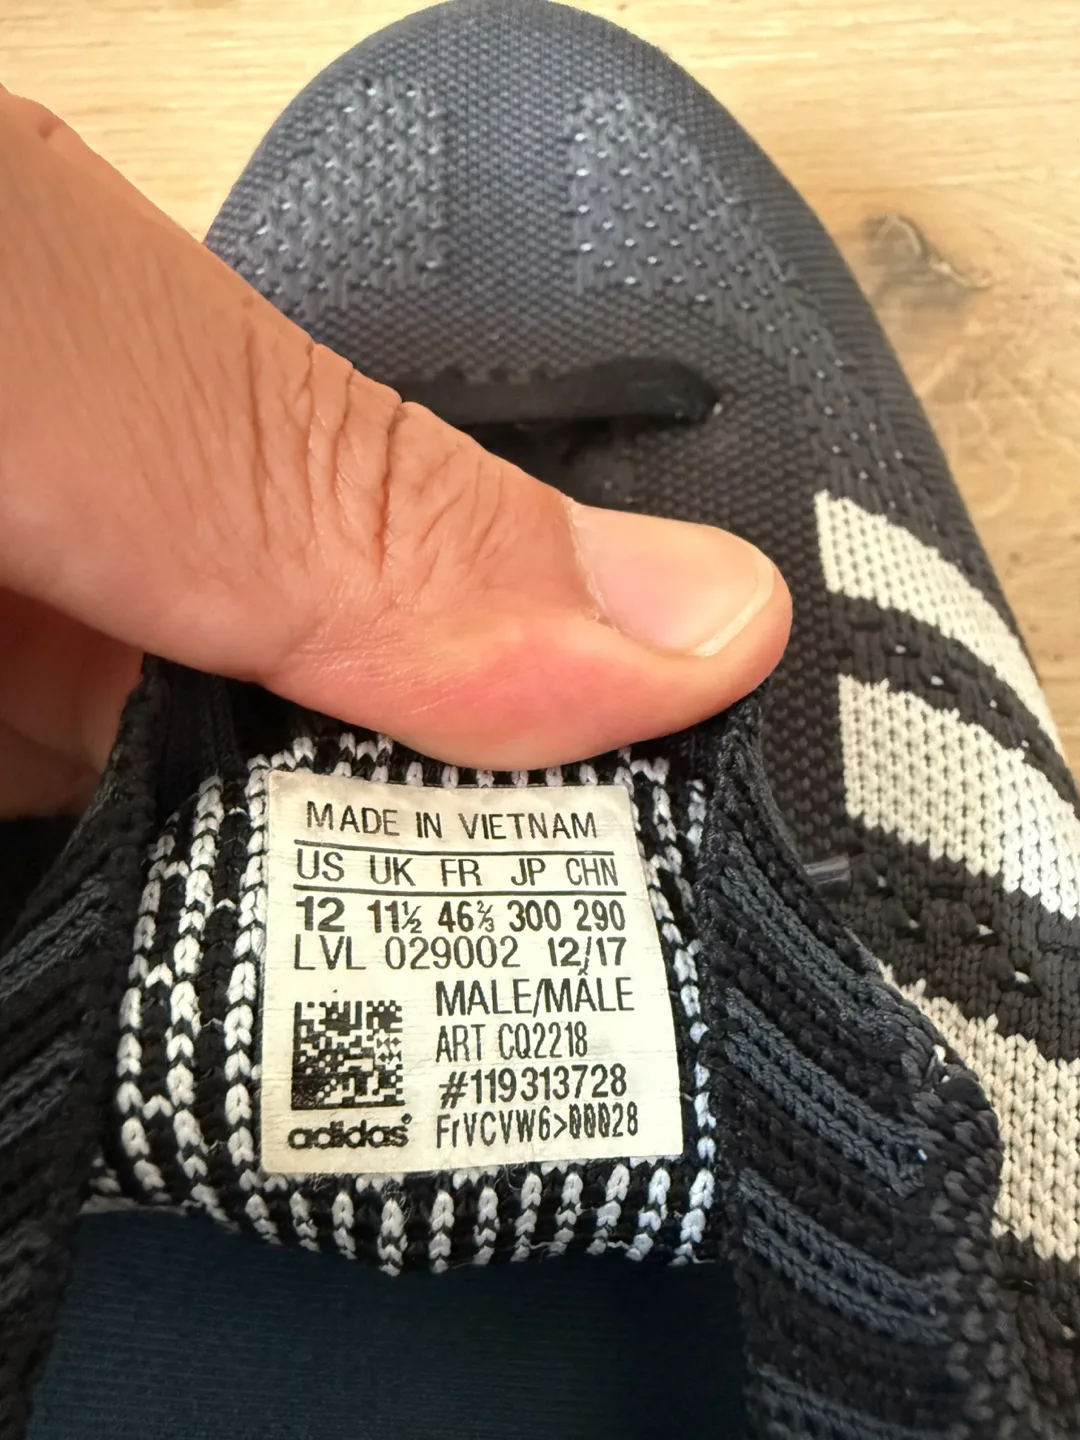 MADE IN VIETNAM
US UK FR JP CHN
12 11½ 46⅔ 300 290
LVL 029002 12/17
MALE/MÂLE
ART CQ2218
#119313728
FrVCVW6>00028
adidas®